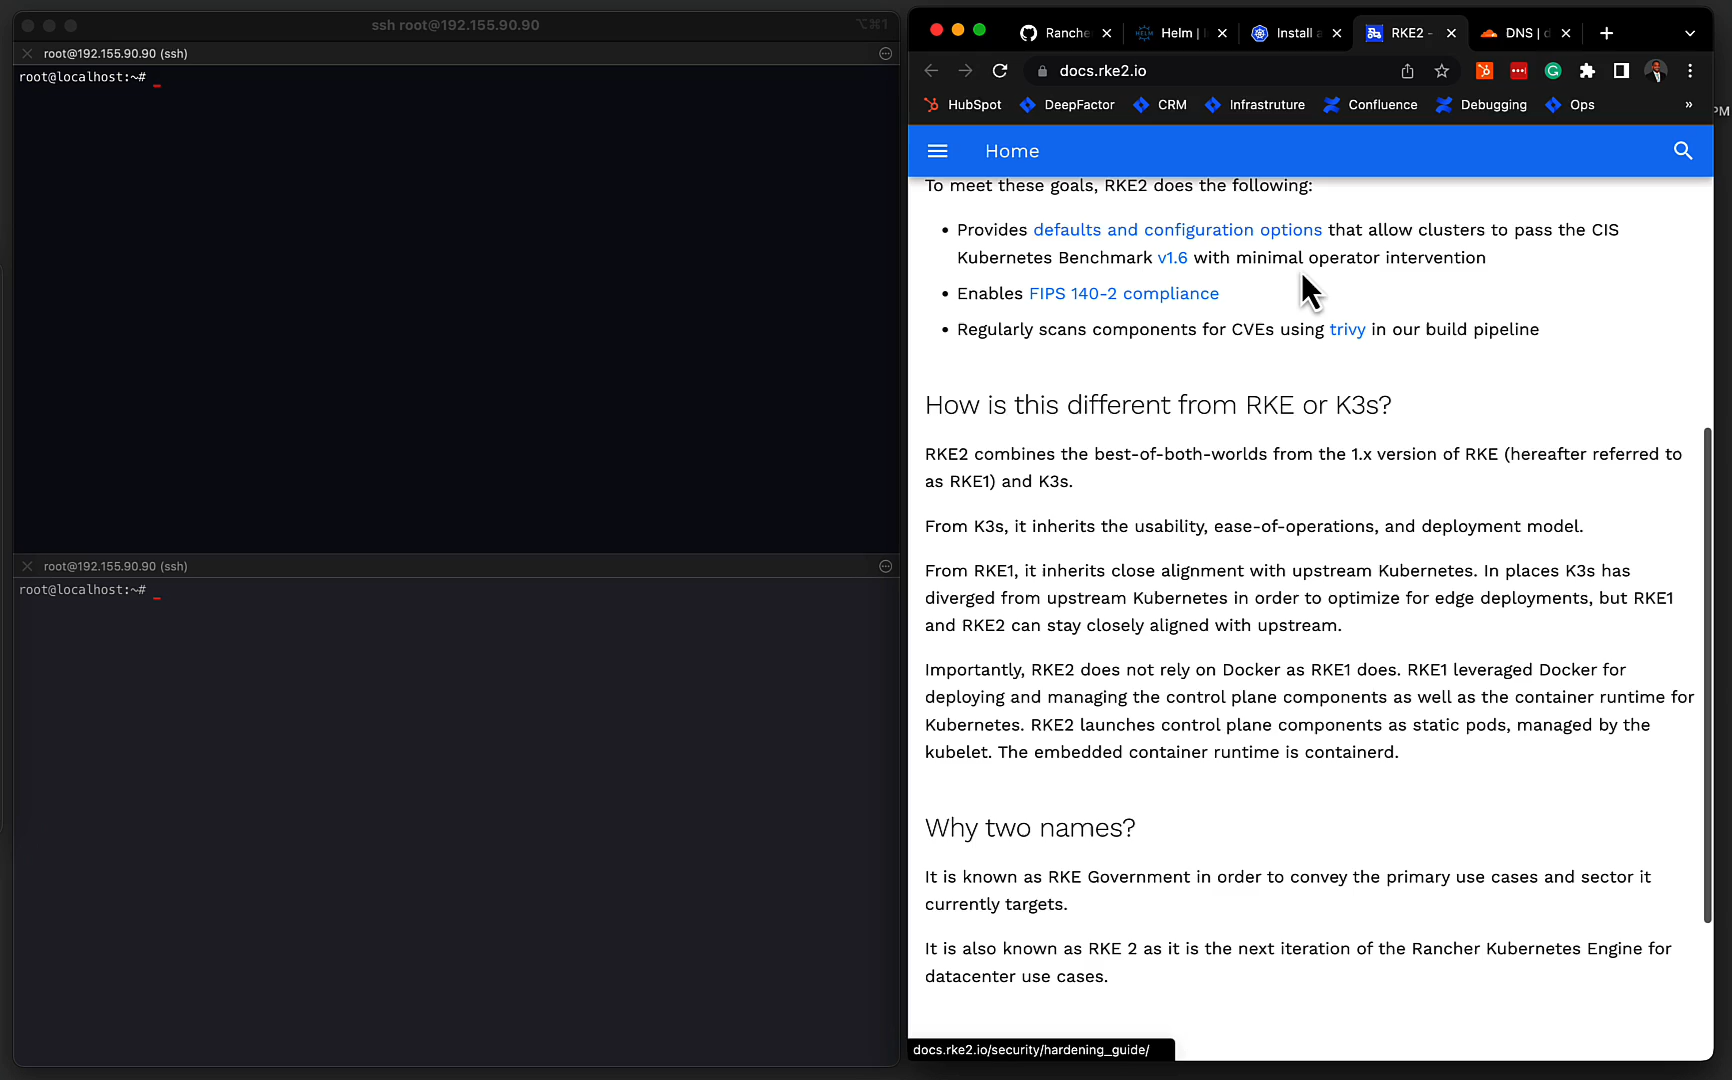 ssh root@192.155.90.90
⌥⌘1
root@192.155.90.90 (ssh)
root@localhost:~#
root@192.155.90.90 (ssh)
root@localhost:~#
Ranche
Helm |
Install a
RKE2 -
DNS | d
docs.rke2.io
HubSpot
DeepFactor
CRM
Infrastruture
Confluence
Debugging
Ops
»
PM
Home
To meet these goals, RKE2 does the following:
• Provides defaults and configuration options that allow clusters to pass the CIS
Kubernetes Benchmark v1.6 with minimal operator intervention
• Enables FIPS 140-2 compliance
• Regularly scans components for CVEs using trivy in our build pipeline
How is this different from RKE or K3s?
RKE2 combines the best-of-both-worlds from the 1.x version of RKE (hereafter referred to
as RKE1) and K3s.
From K3s, it inherits the usability, ease-of-operations, and deployment model.
From RKE1, it inherits close alignment with upstream Kubernetes. In places K3s has
diverged from upstream Kubernetes in order to optimize for edge deployments, but RKE1
and RKE2 can stay closely aligned with upstream.
Importantly, RKE2 does not rely on Docker as RKE1 does. RKE1 leveraged Docker for
deploying and managing the control plane components as well as the container runtime for
Kubernetes. RKE2 launches control plane components as static pods, managed by the
kubelet. The embedded container runtime is containerd.
Why two names?
It is known as RKE Government in order to convey the primary use cases and sector it
currently targets.
It is also known as RKE 2 as it is the next iteration of the Rancher Kubernetes Engine for
datacenter use cases.
docs.rke2.io/security/hardening_guide/